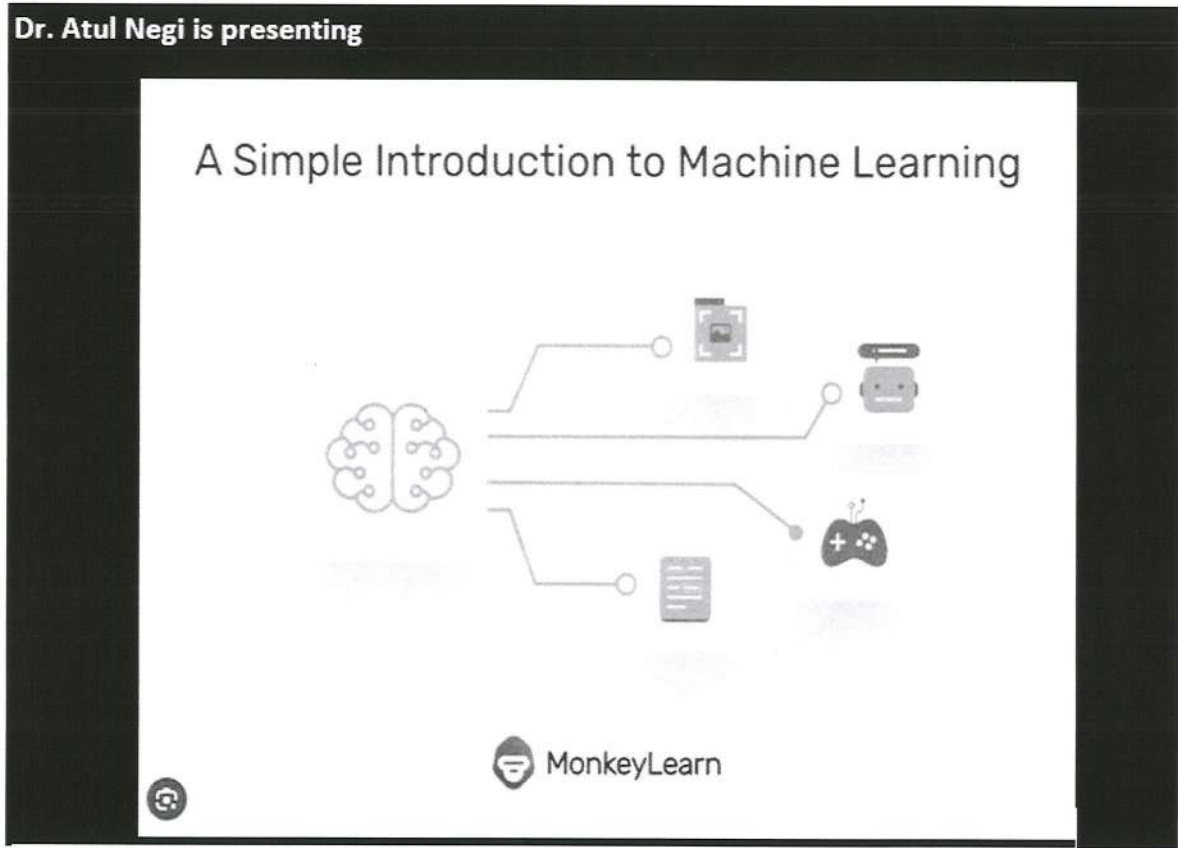 Dr. Atul Negi is presenting
A Simple Introduction to Machine Learning
MonkeyLearn